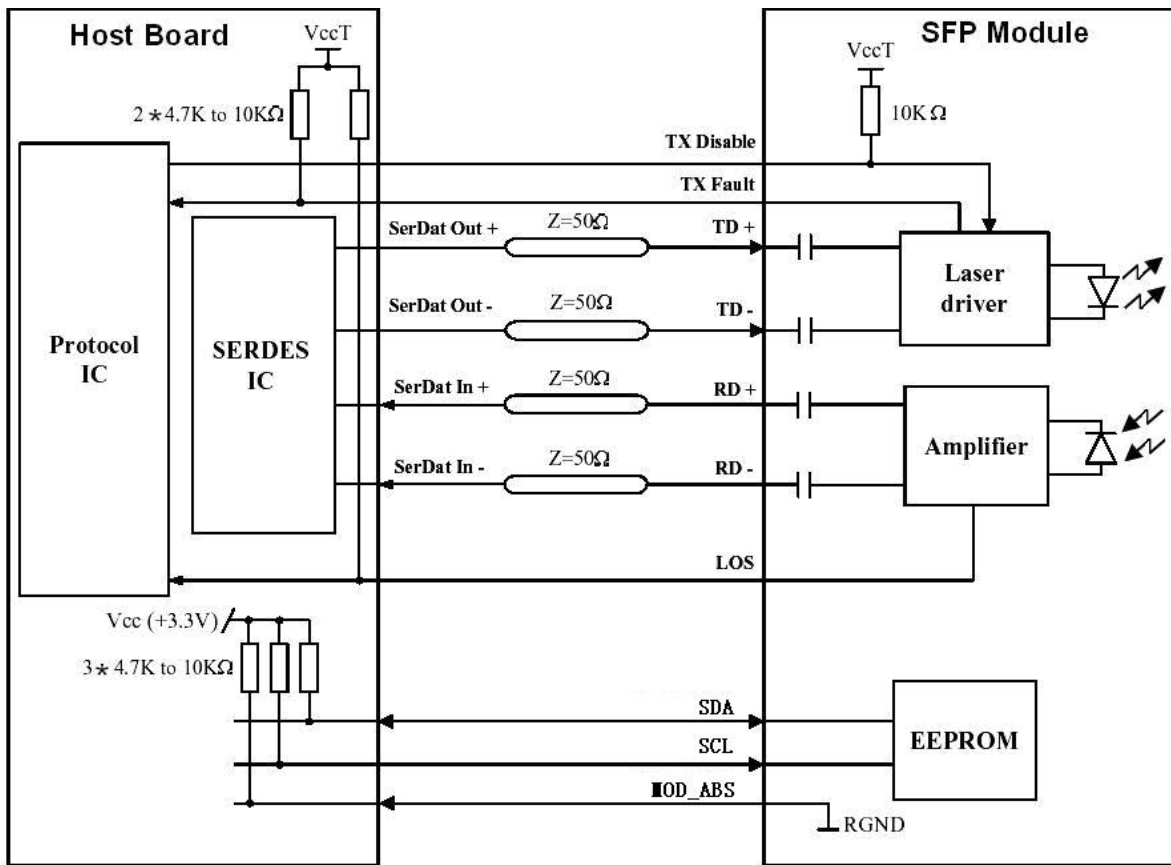 Host Board
SFP Module
VccT
VccT
2*4.7K to 10KΩ
10KΩ
TX Disable
TX Fault
SerDat Out +
Z=50Ω
TD +
SerDat Out -
Z=50Ω
TD -
Laser
driver
Protocol
IC
SERDES
IC
SerDat In +
Z=50Ω
RD +
SerDat In -
Z=50Ω
RD -
Amplifier
LOS
Vcc (+3.3V)
3*4.7K to 10KΩ
SDA
SCL
MOD_ABS
EEPROM
RGND